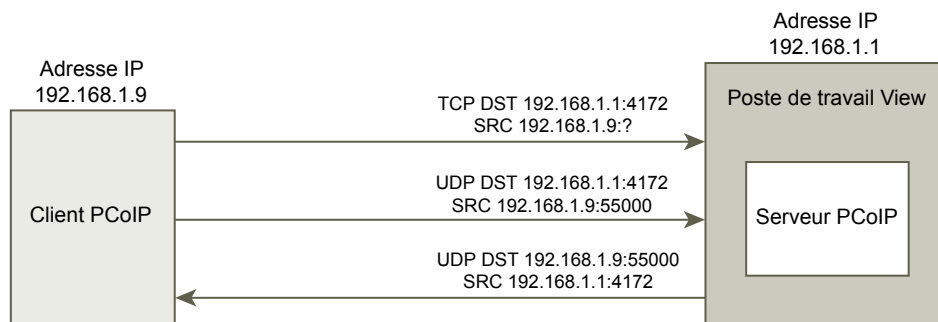 Adresse IP
192.168.1.9
Client PCoIP
TCP DST 192.168.1.1:4172
SRC 192.168.1.9:?
UDP DST 192.168.1.1:4172
SRC 192.168.1.9:55000
UDP DST 192.168.1.9:55000
SRC 192.168.1.1:4172
Adresse IP
192.168.1.1
Poste de travail View
Serveur PCoIP